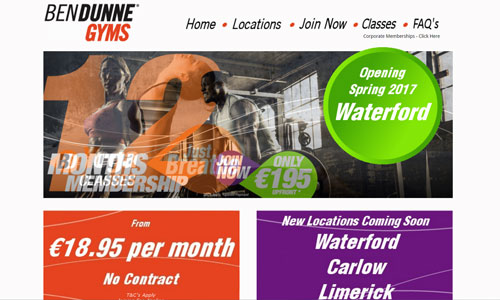 BEN DUNNE
GYMS
Home • Locations • Join Now • Classes • FAQ's
Corporate Memberships - Click Here
Opening
Spring 2017
Waterford
12
MONTHS
MEMBERSHIP
CLASSES
Just
JOIN
NOW
ONLY
€195
UPFRONT *
From
€18.95 per month
No Contract
T&C's Apply
New Locations Coming Soon
Waterford
Carlow
Limerick